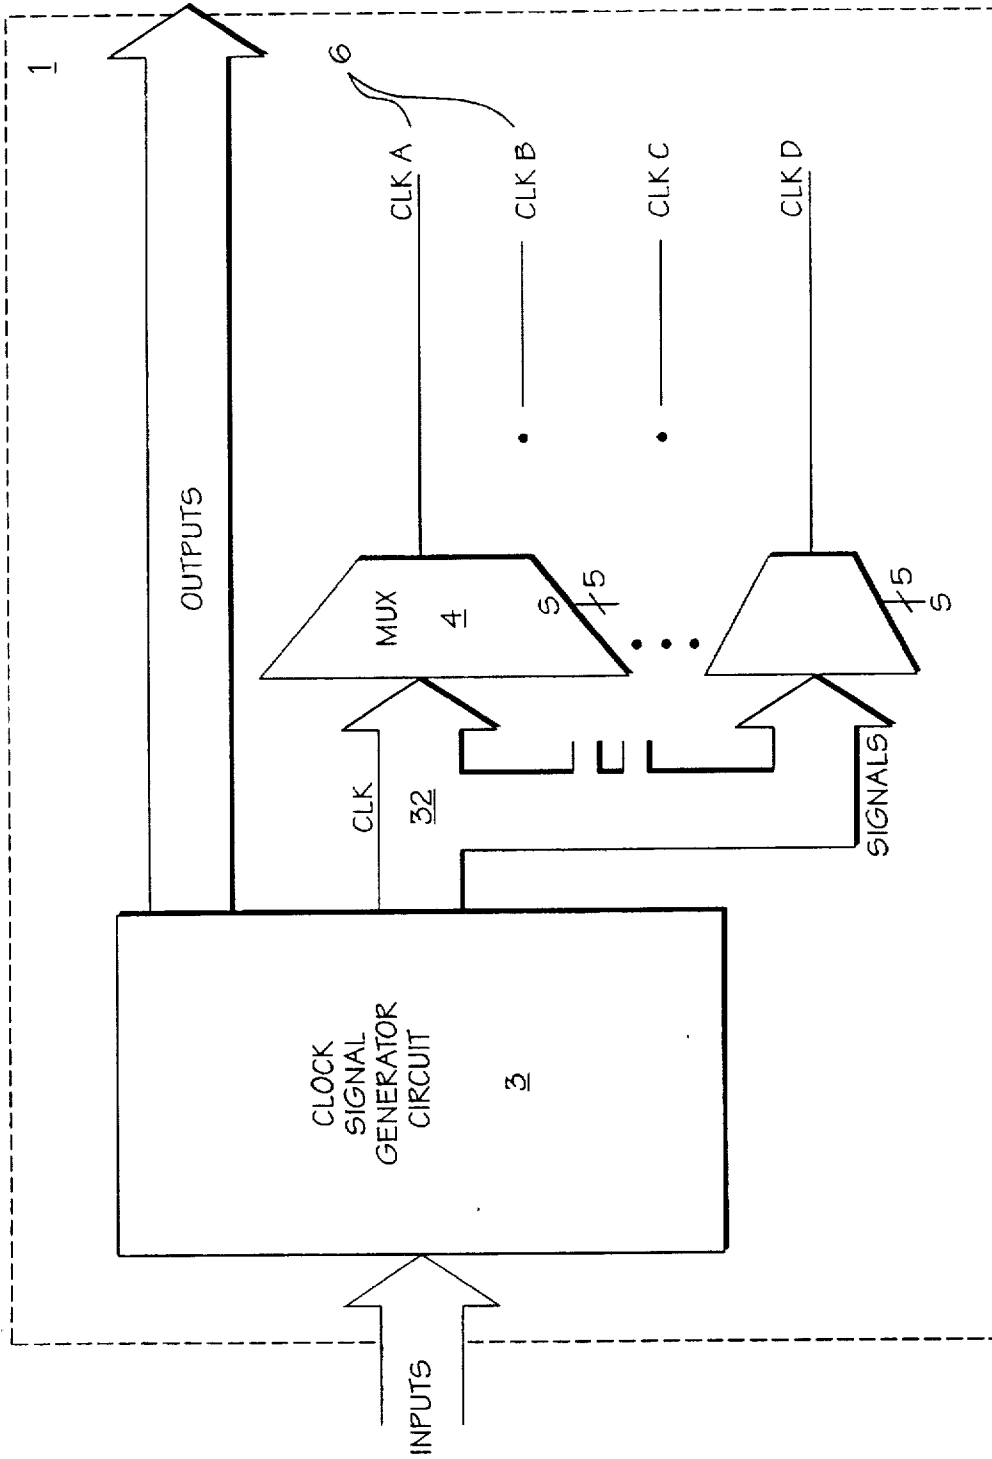 1
OUTPUTS
6
CLK A
CLK B
CLK C
CLK D
MUX
4
S
5
5
S
CLK
32
SIGNALS
CLOCK
SIGNAL
GENERATOR
CIRCUIT
3
INPUTS